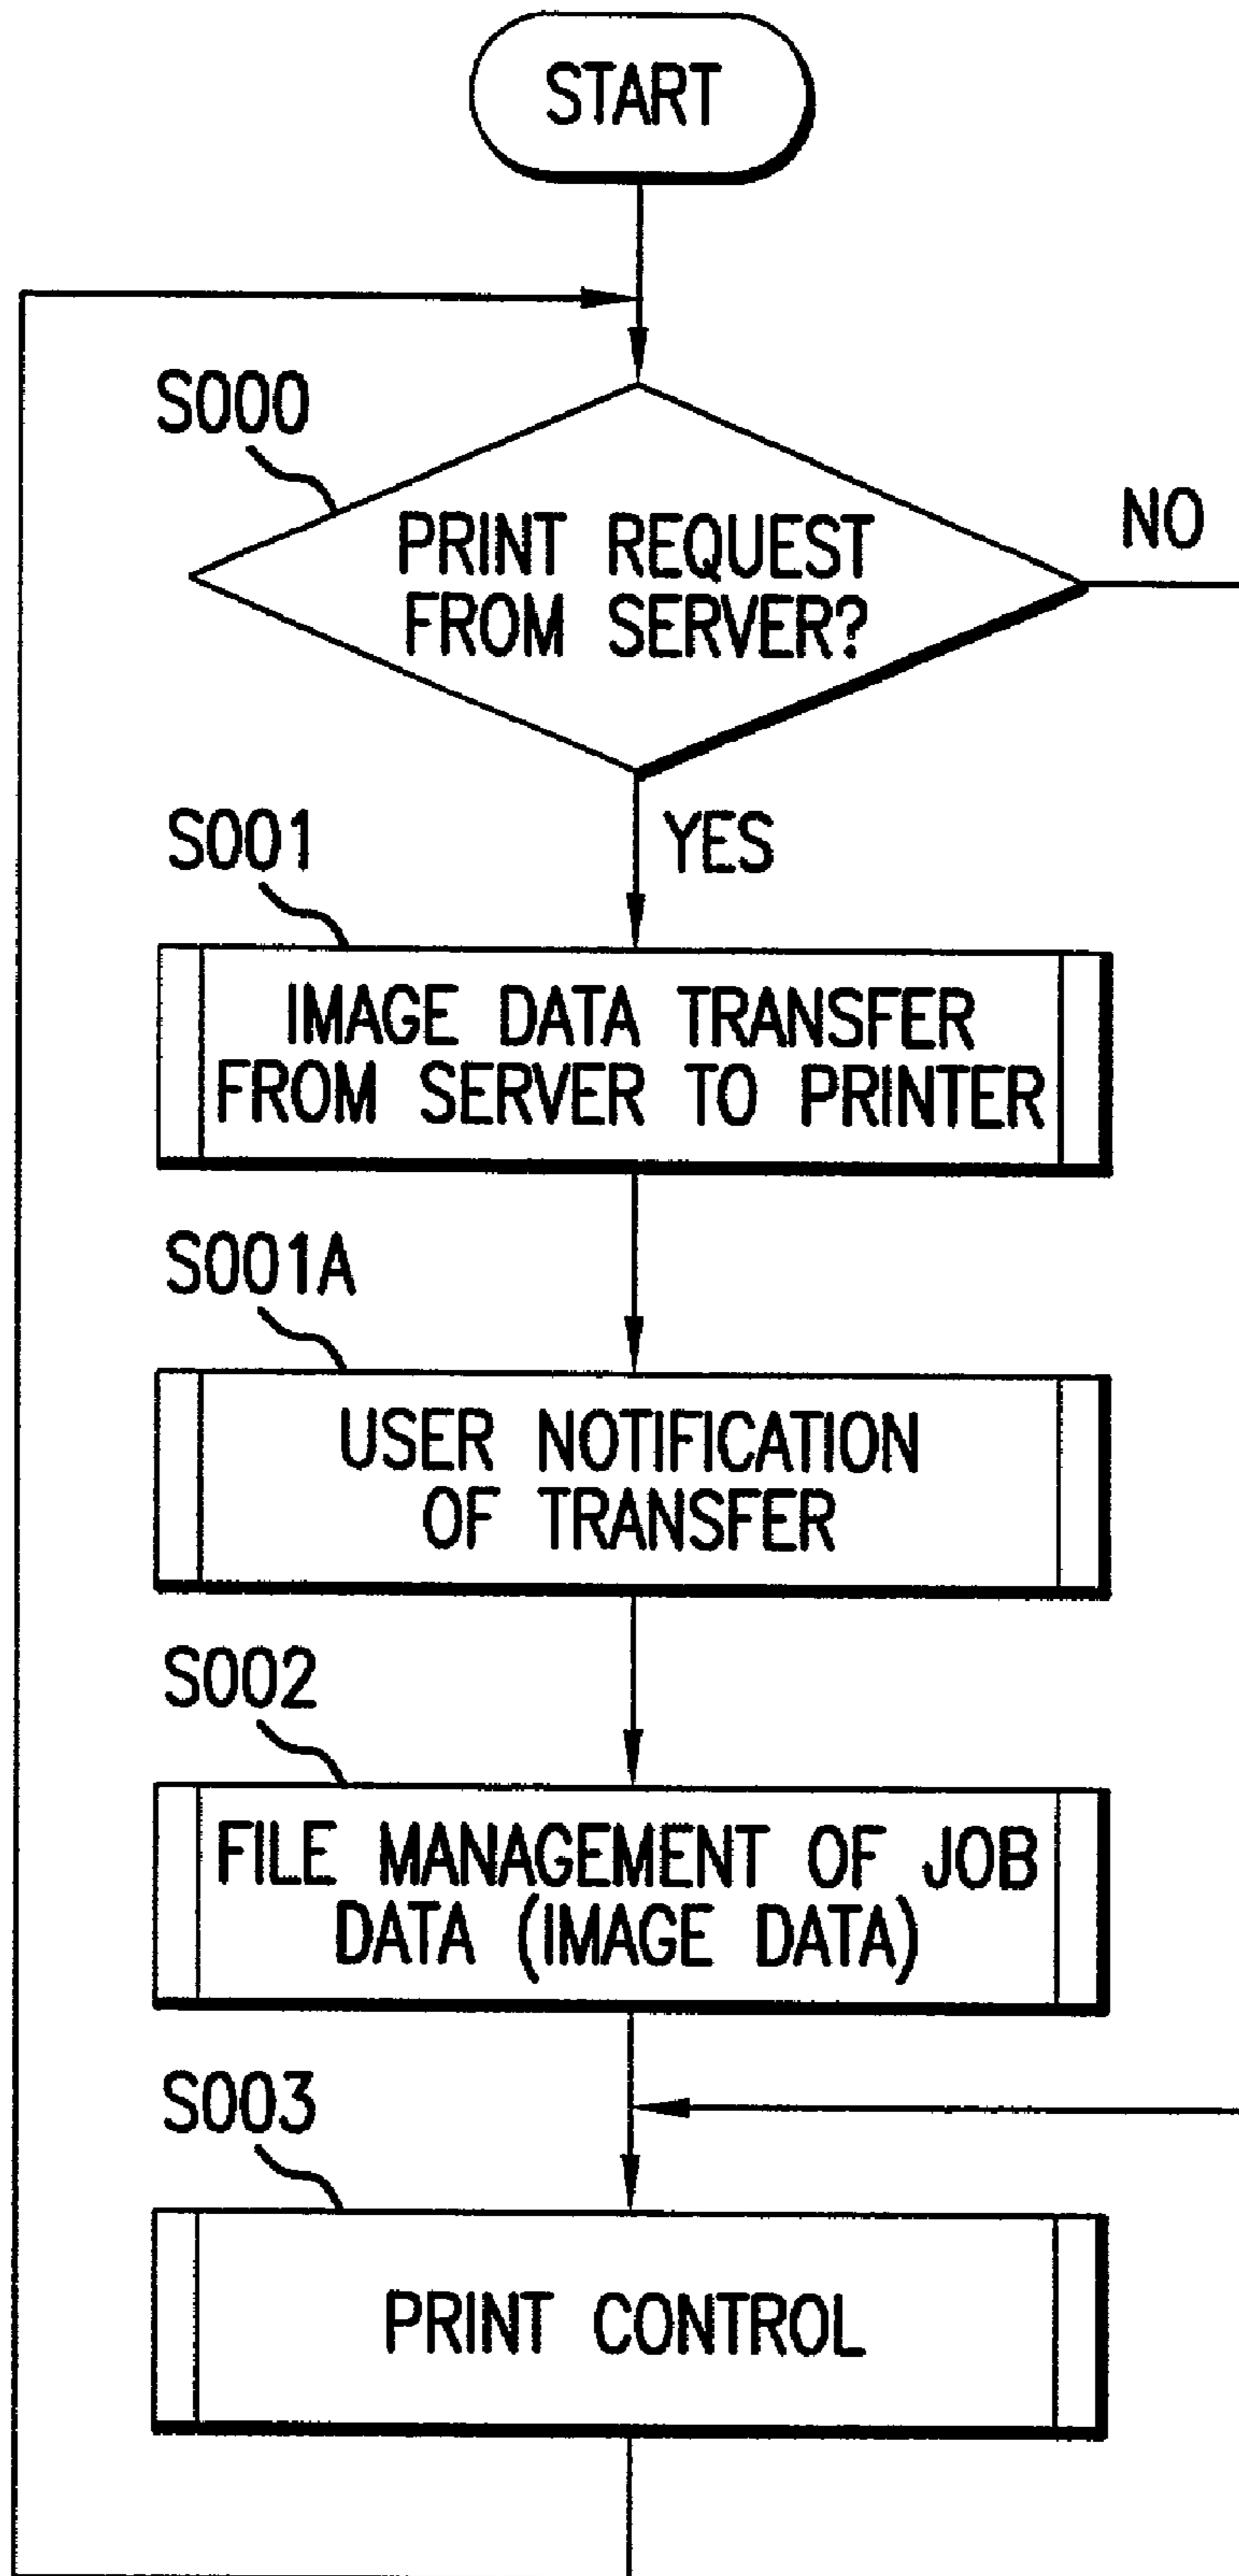 START
S000
PRINT REQUEST
FROM SERVER?
NO
YES
S001
IMAGE DATA TRANSFER
FROM SERVER TO PRINTER
S001A
USER NOTIFICATION
OF TRANSFER
S002
FILE MANAGEMENT OF JOB
DATA (IMAGE DATA)
S003
PRINT CONTROL